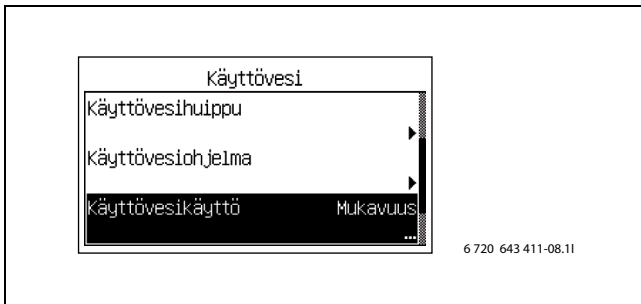 Käyttövesi
Käyttövesihuippu
Käyttövesiohjelma
Käyttövesikäyttö Mukavuus
...
6 720 643 411-08.1I